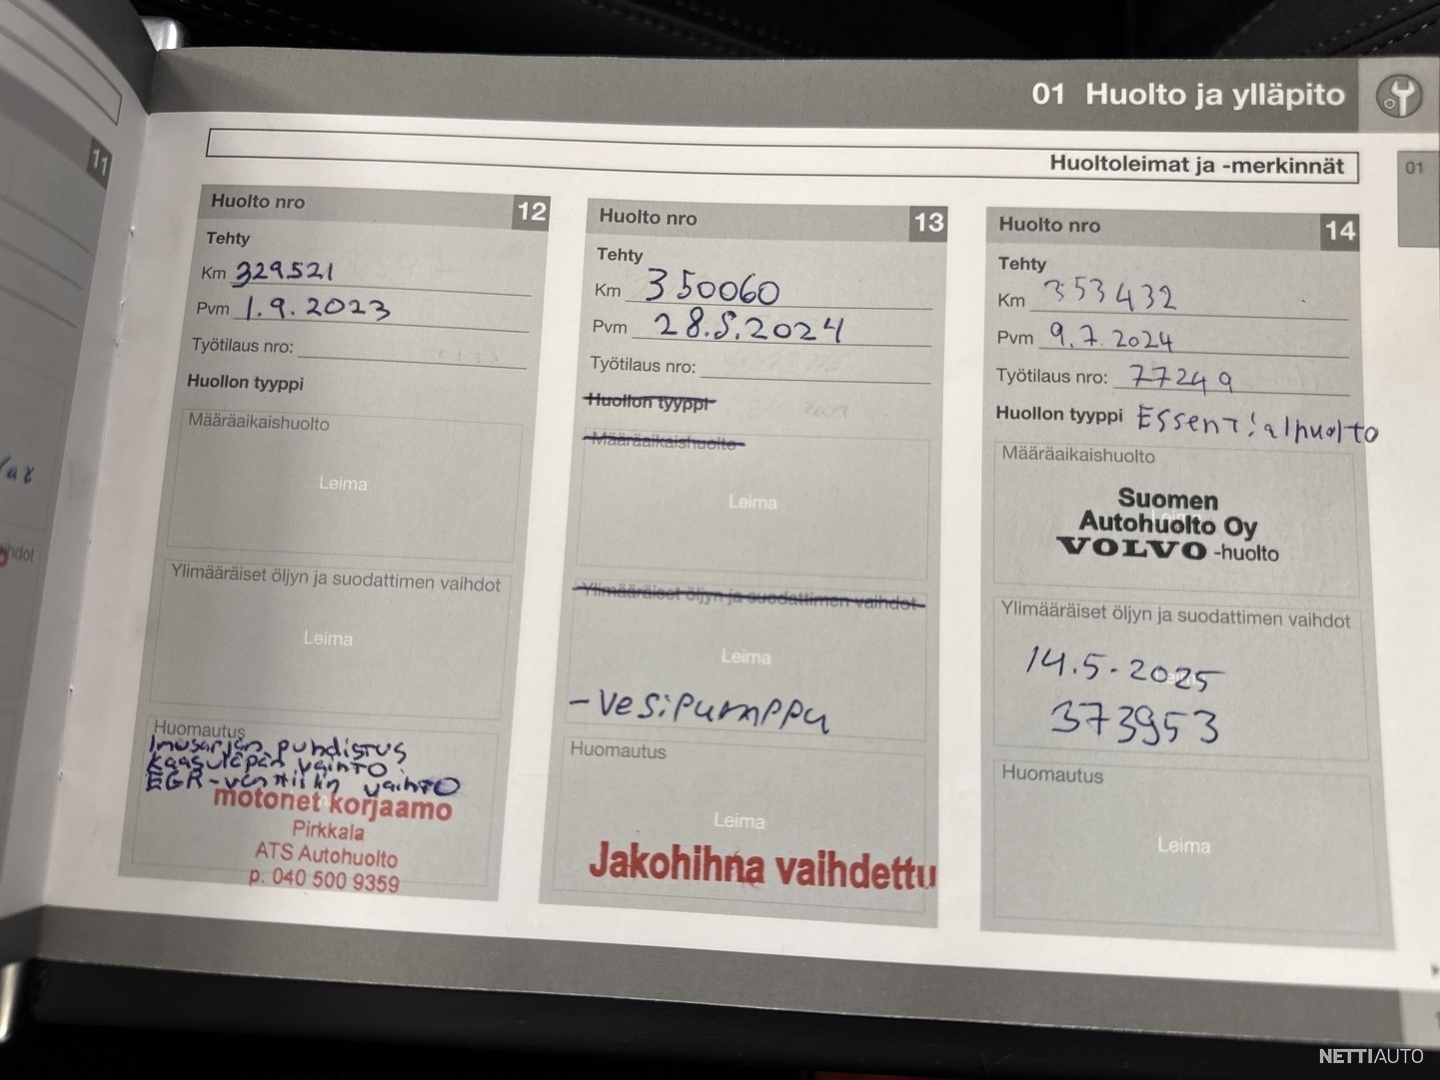 01 Huolto ja ylläpito
Huoltoleimat ja -merkinnät
01
11
Huolto nro 12
Tehty
Km 329521
Pvm 1.9.2023
Työtilaus nro:
Huollon tyyppi
Määräaikaishuolto
Leima
Ylimääräiset öljyn ja suodattimen vaihdot
Leima
Huomautus
Imusarjan puhdistus
Kaasuläpän vaihto
EGR-venttiilin vaihto
motonet korjaamo
Pirkkala
ATS Autohuolto
p. 040 500 9359
Huolto nro 13
Tehty
Km 350060
Pvm 28.5.2024
Työtilaus nro:
Huollon tyyppi
Määräaikaishuolto
Leima
Ylimääräiset öljyn ja suodattimen vaihdot
Leima
- vesipumppu
Huomautus
Leima
Jakohihna vaihdettu
Huolto nro 14
Tehty
Km 353432
Pvm 9.7.2024
Työtilaus nro: 77249
Huollon tyyppi Essentialhuolto
Määräaikaishuolto
Suomen
Autohuolto Oy
VOLVO -huolto
Ylimääräiset öljyn ja suodattimen vaihdot
14.5.2025
373953
Huomautus
Leima
NETTIAUTO